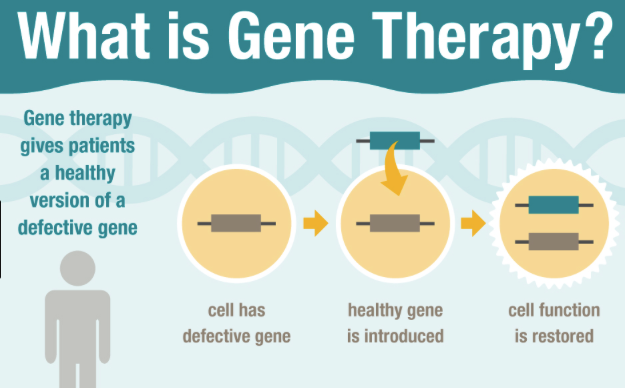 What is Gene Therapy?
Gene therapy
gives patients
a healthy
version of a
defective gene
cell has
defective gene
healthy gene
is introduced
cell function
is restored